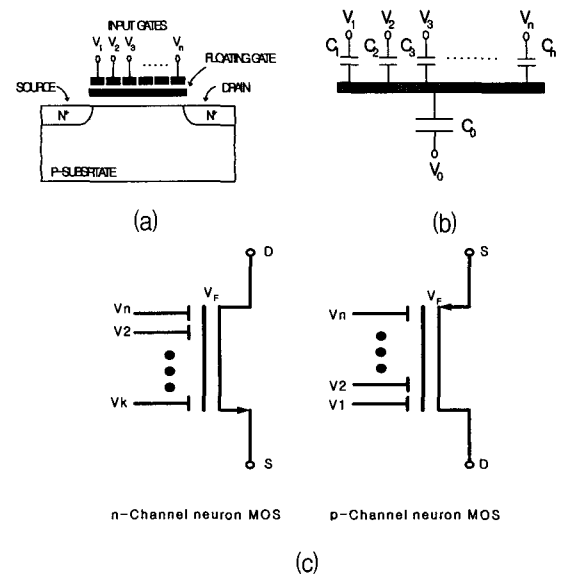 INPUT GATES
V1 V2 V3 ..... Vn
FLOATING GATE
SOURCE
DRAIN
N+ N+
P-SUBSRTATE
(a)
V1 V2 V3 Vn
C1 C2 C3 ........ Cn
C0
V0
(b)
D
VF
Vn
V2
Vk
S
n-Channel neuron MOS
S
VF
Vn
V2
V1
D
p-Channel neuron MOS
(c)